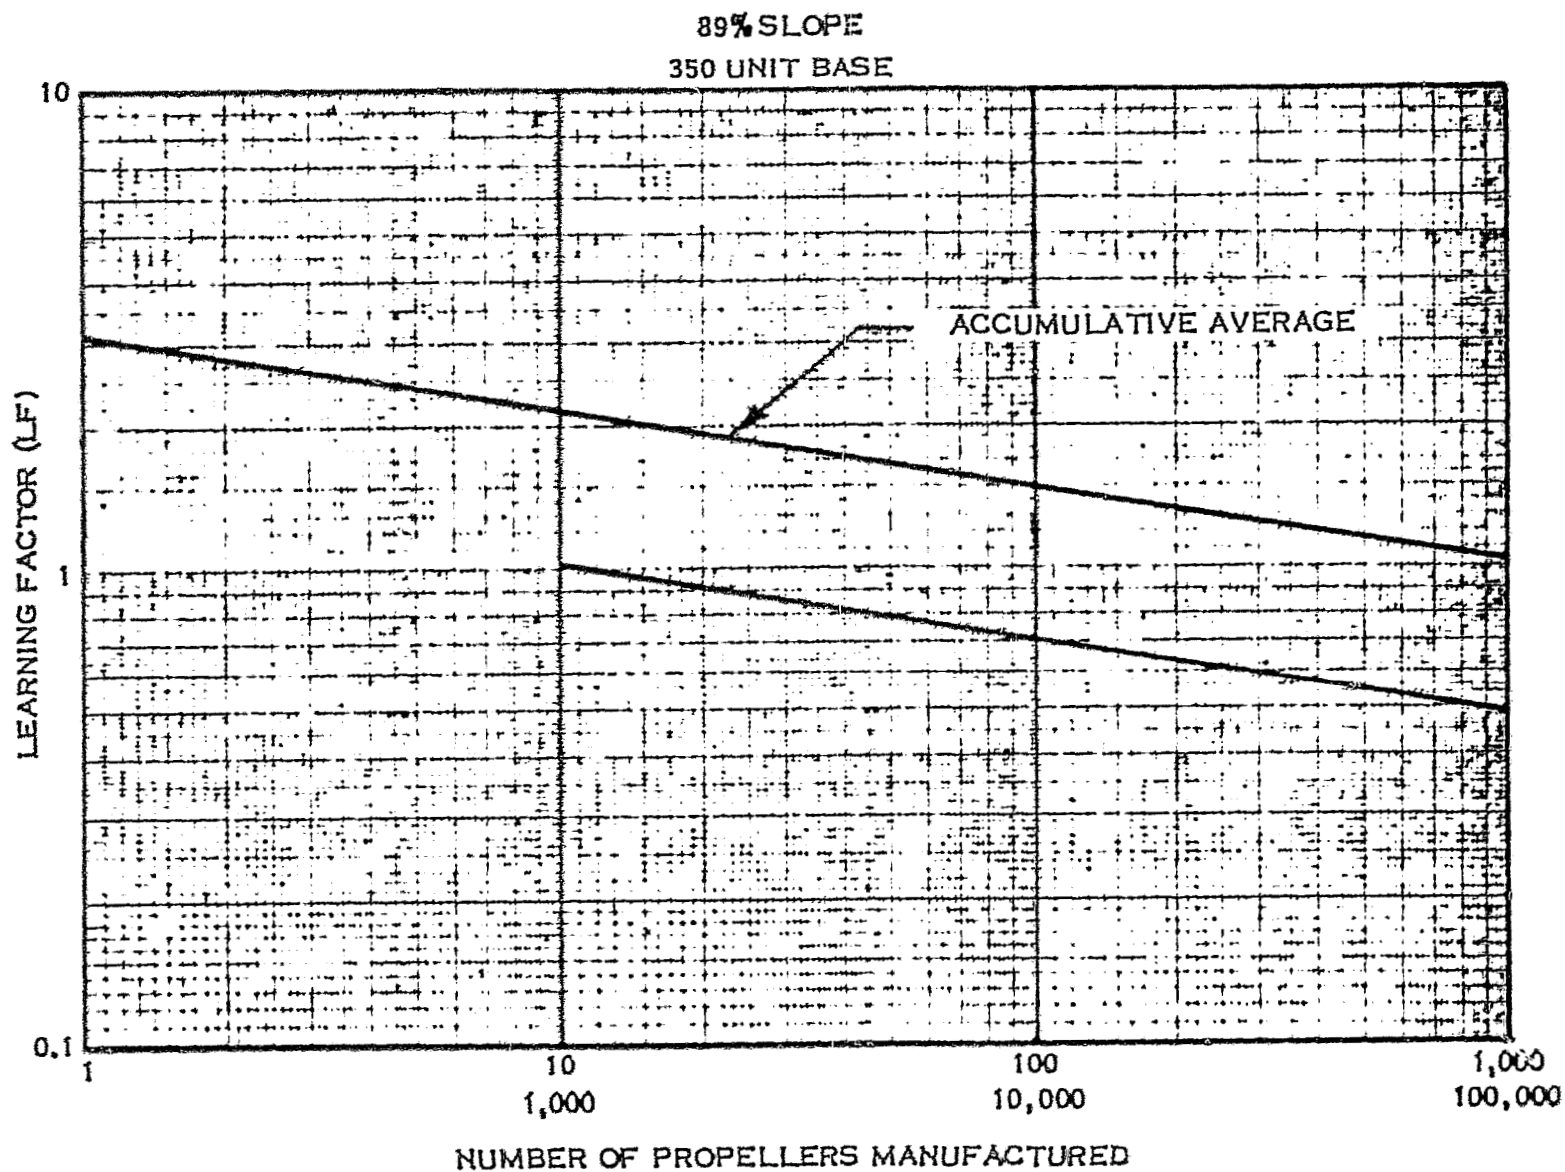 89% SLOPE
350 UNIT BASE
10
ACCUMULATIVE AVERAGE
LEARNING FACTOR (LF)
1
0.1
1 10 100 1,000
1,000 10,000 100,000
NUMBER OF PROPELLERS MANUFACTURED